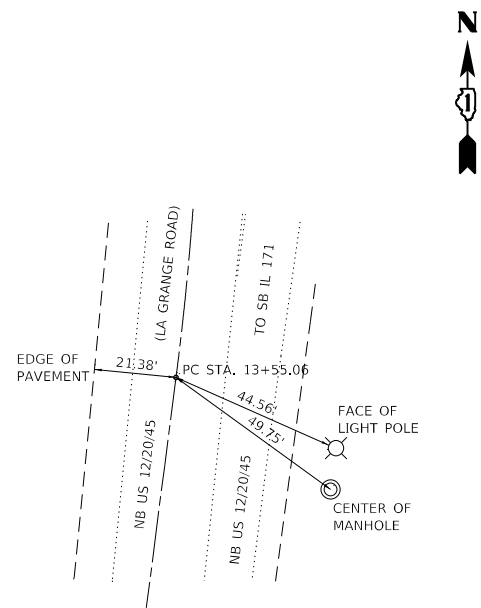 N
1
(LA GRANGE ROAD)
TO SB IL 171
EDGE OF
PAVEMENT
21.38'
PC STA. 13+55.06
44.56'
49.75'
FACE OF
LIGHT POLE
CENTER OF
MANHOLE
NB US 12/20/45
NB US 12/20/45